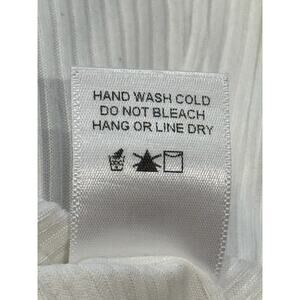 HAND WASH COLD
DO NOT BLEACH
HANG OR LINE DRY